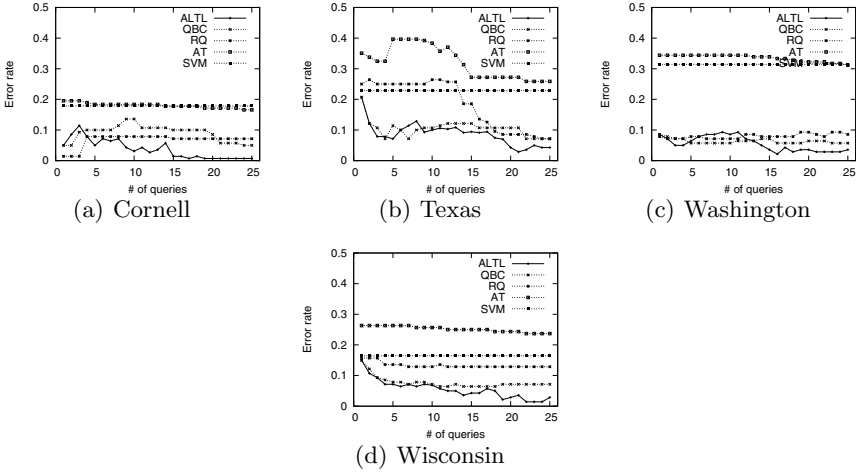 0.5
0.4
0.3
0.2
0.1
0
Error rate
ALTL
QBC
RQ
AT
SVM
0 5 10 15 20 25
# of queries
(a) Cornell
0.5
0.4
0.3
0.2
0.1
0
Error rate
ALTL
QBC
RQ
AT
SVM
0 5 10 15 20 25
# of queries
(b) Texas
0.5
0.4
0.3
0.2
0.1
0
Error rate
ALTL
QBC
RQ
AT
SVM
0 5 10 15 20 25
# of queries
(c) Washington
0.5
0.4
0.3
0.2
0.1
0
Error rate
ALTL
QBC
RQ
AT
SVM
0 5 10 15 20 25
# of queries
(d) Wisconsin